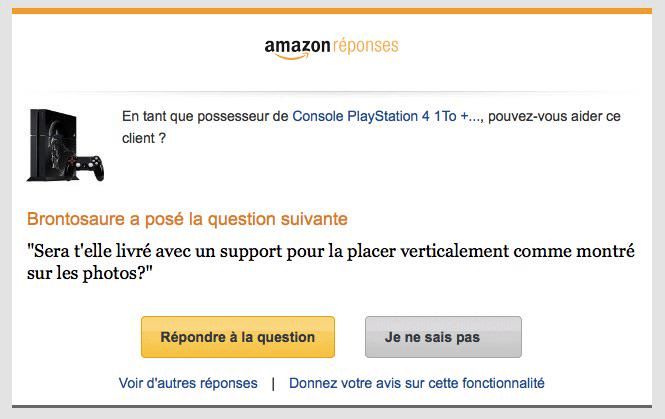 amazon réponses
En tant que possesseur de Console PlayStation 4 1To +..., pouvez-vous aider ce
client ?
Brontosaure a posé la question suivante
"Sera t'elle livré avec un support pour la placer verticalement comme montré
sur les photos?"
Répondre à la question
Je ne sais pas
Voir d'autres réponses | Donnez votre avis sur cette fonctionnalité